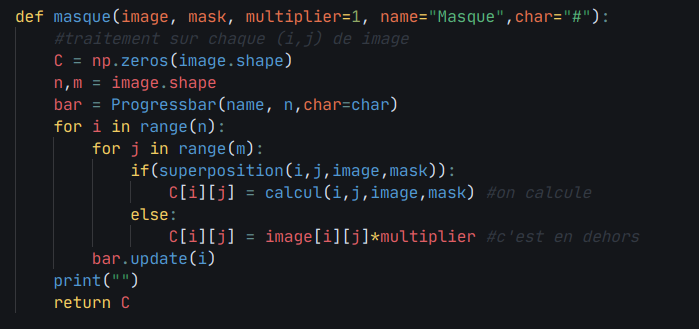 def masque(image, mask, multiplier=1, name="Masque",char="#"):
    #traitement sur chaque (i,j) de image
    C = np.zeros(image.shape)
    n,m = image.shape
    bar = Progressbar(name, n,char=char)
    for i in range(n):
        for j in range(m):
            if(superposition(i,j,image,mask)):
                C[i][j] = calcul(i,j,image,mask) #on calcule
            else:
                C[i][j] = image[i][j]*multiplier #c'est en dehors
        bar.update(i)
    print("")
    return C